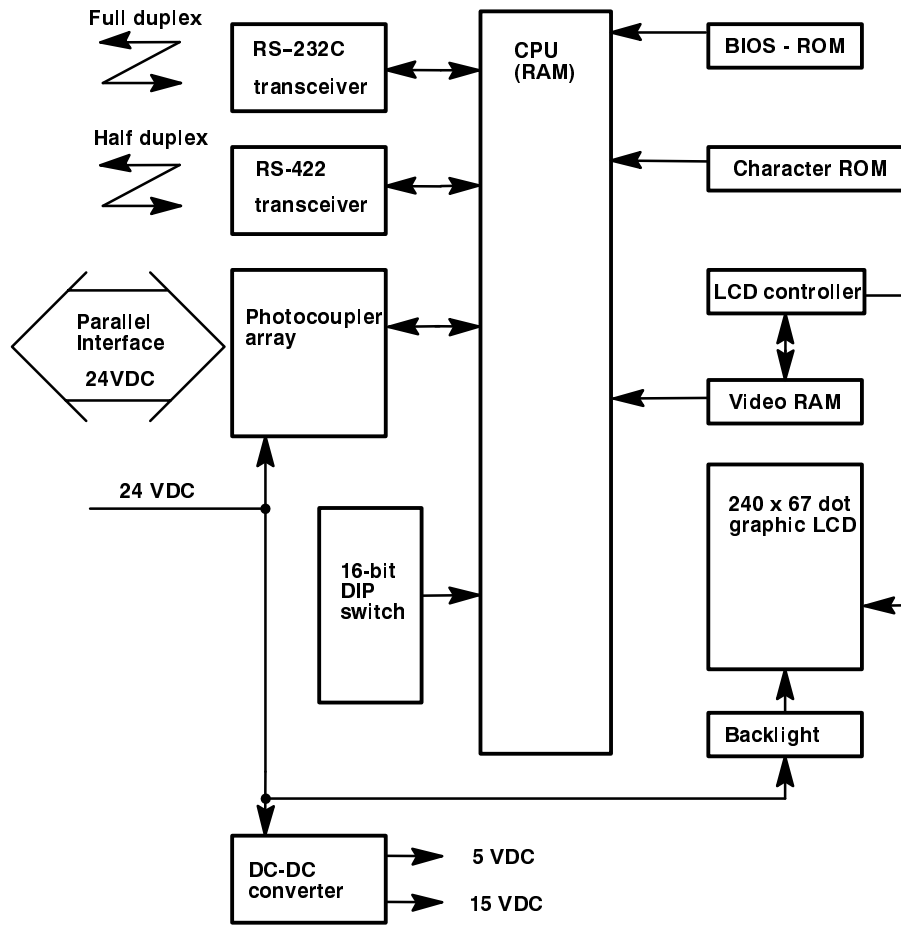 Full duplex
RS-232C
transceiver
CPU
(RAM)
BIOS - ROM
Half duplex
RS-422
transceiver
Character ROM
Parallel
Interface
24VDC
Photocoupler
array
LCD controller
Video RAM
24 VDC
16-bit
DIP
switch
240 x 67 dot
graphic LCD
Backlight
DC-DC
converter
5 VDC
15 VDC